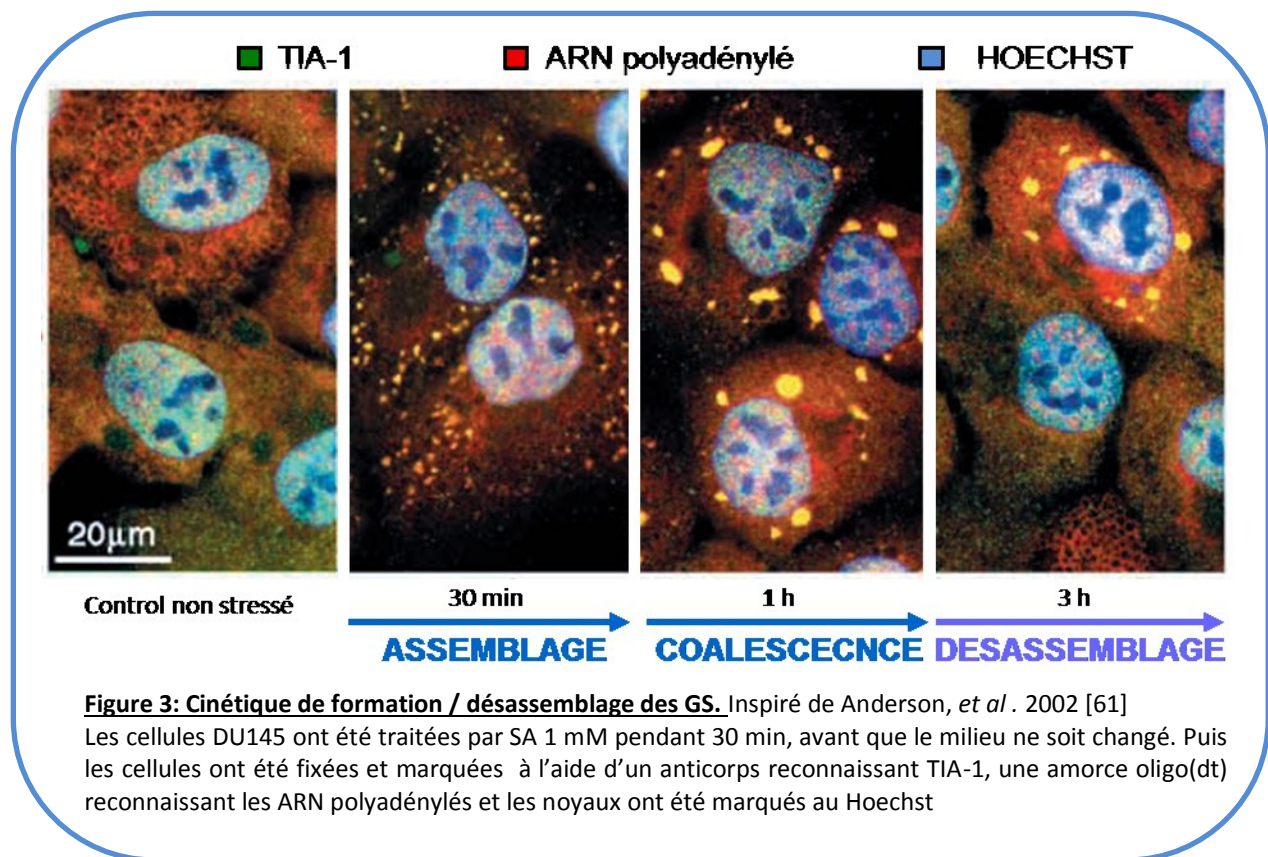 TIA-1 ARN polyadénylé HOECHST
20µm
Control non stressé 30 min 1 h 3 h
ASSEMBLAGE COALESCECNCE DESASSEMBLAGE
Figure 3: Cinétique de formation / désassemblage des GS. Inspiré de Anderson, et al . 2002 [61]
Les cellules DU145 ont été traitées par SA 1 mM pendant 30 min, avant que le milieu ne soit changé. Puis
les cellules ont été fixées et marquées à l’aide d’un anticorps reconnaissant TIA-1, une amorce oligo(dt)
reconnaissant les ARN polyadénylés et les noyaux ont été marqués au Hoechst